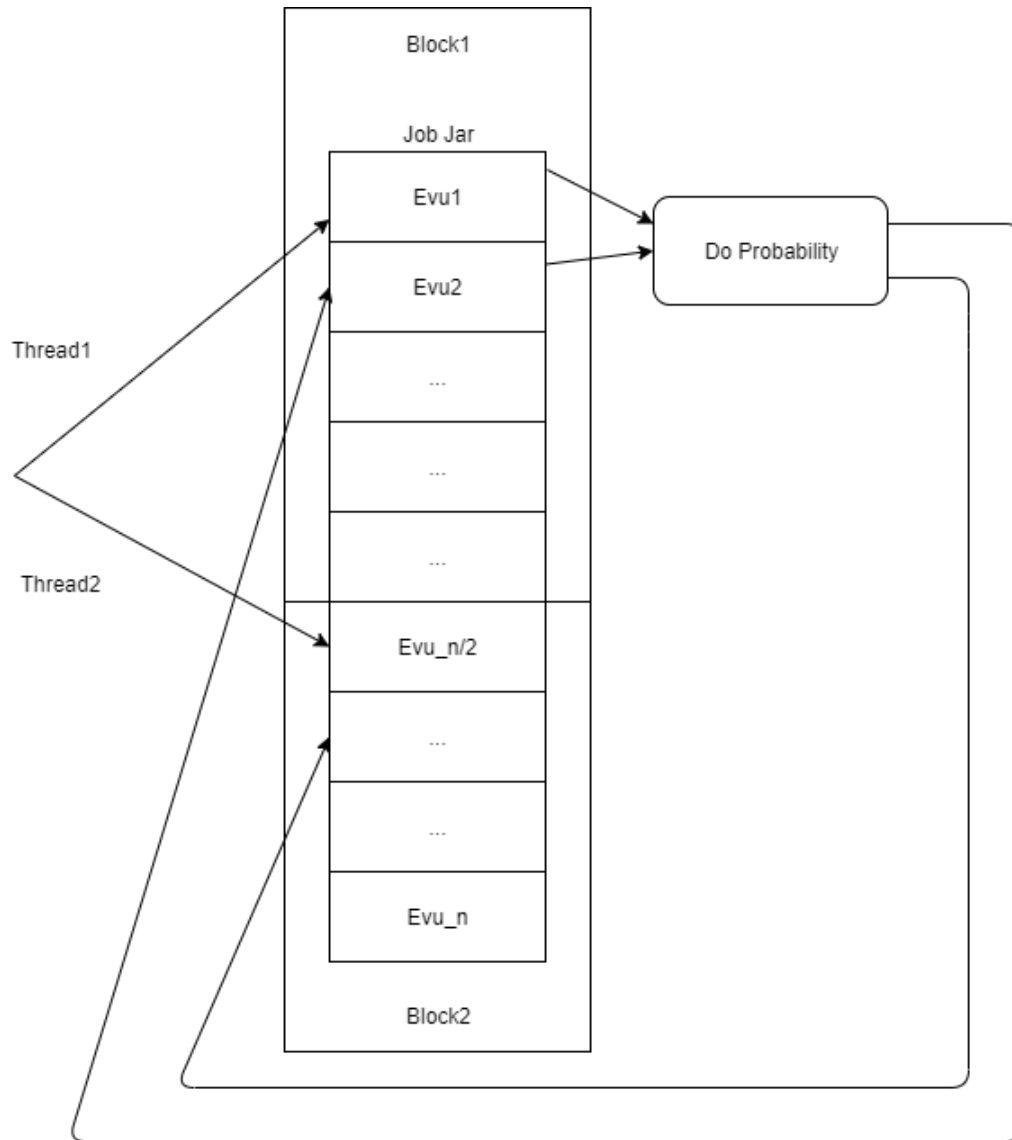 Block1
Job Jar
Evu1
Do Probability
Evu2
Thread1
...
...
...
Thread2
Evu_n/2
...
...
Evu_n
Block2